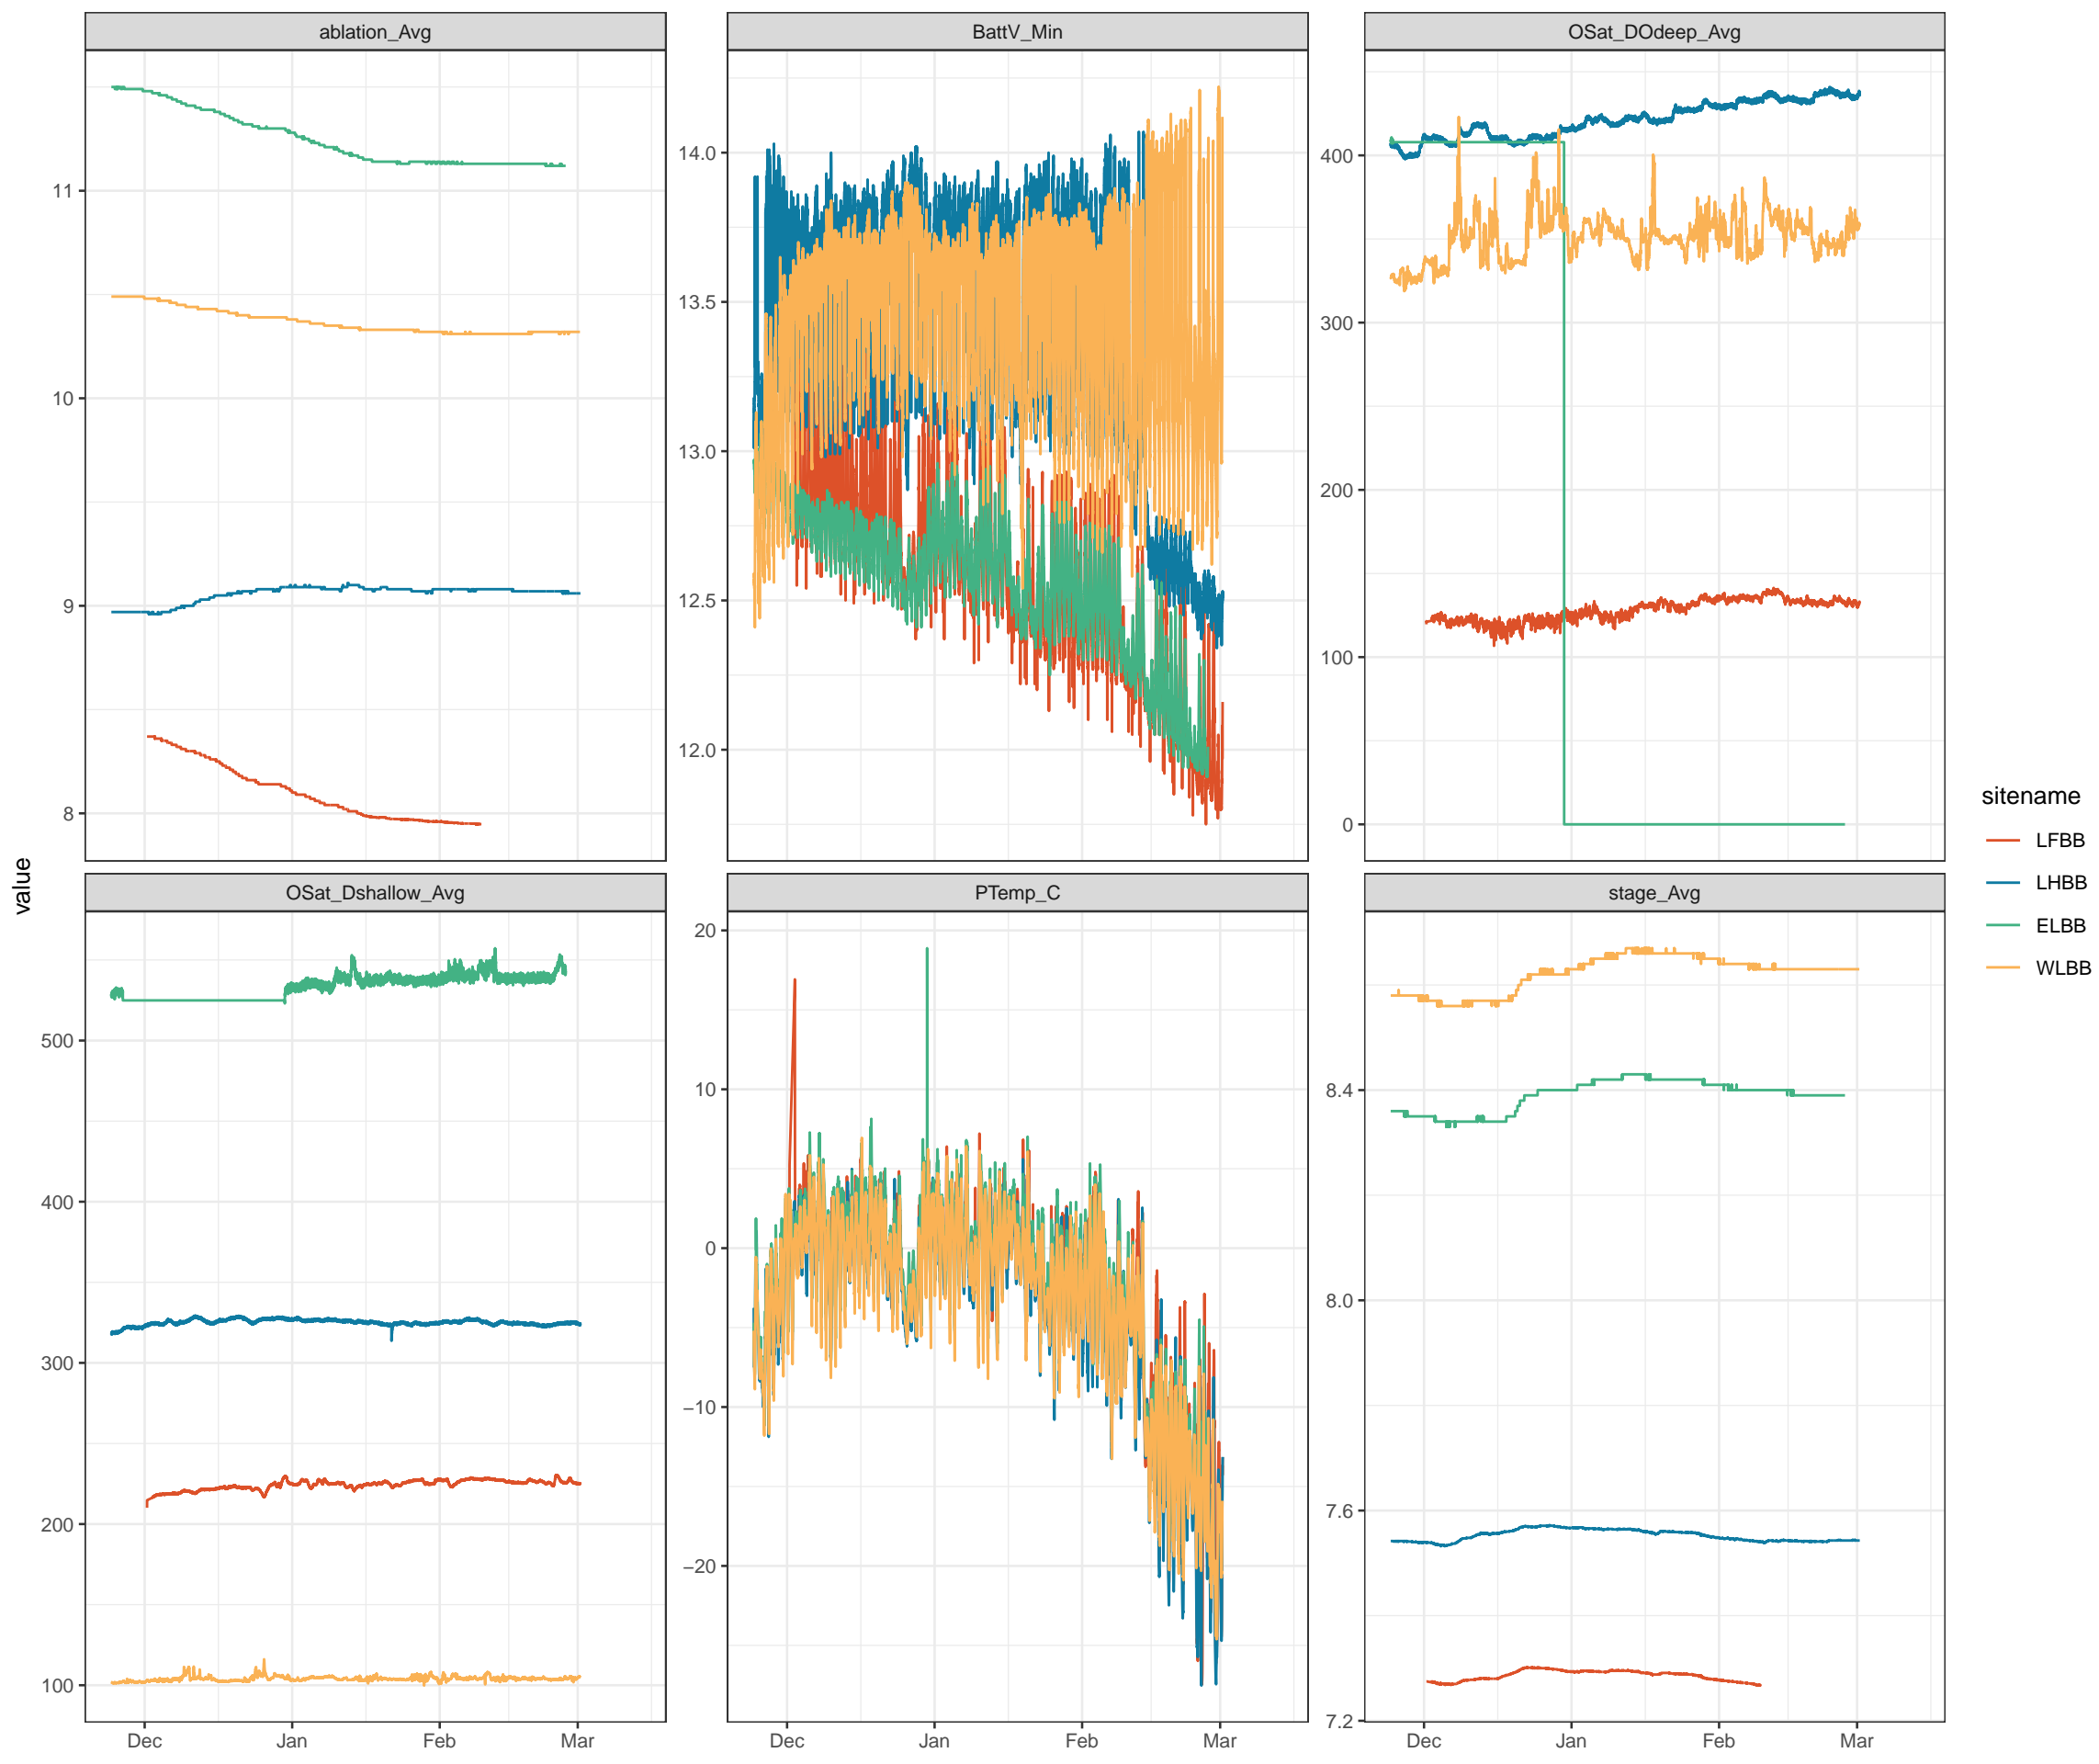 ablation_Avg
BattV_Min
OSat_DOdeep_Avg
11
10
9
8
14.0
13.5
13.0
12.5
12.0
400
300
200
100
0
value
OSat_Dshallow_Avg
PTemp_C
stage_Avg
500
400
300
200
100
20
10
0
−10
−20
8.4
8.0
7.6
7.2
Dec Jan Feb Mar
Dec Jan Feb Mar
Dec Jan Feb Mar
sitename
LFBB
LHBB
ELBB
WLBB